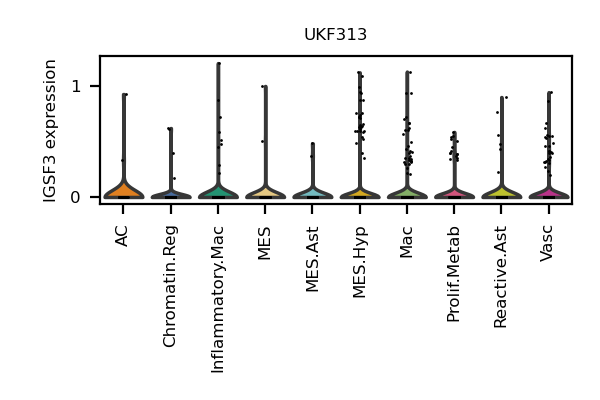 UKF313
IGSF3 expression
1
0
AC
Chromatin.Reg
Inflammatory.Mac
MES
MES.Ast
MES.Hyp
Mac
Prolif.Metab
Reactive.Ast
Vasc